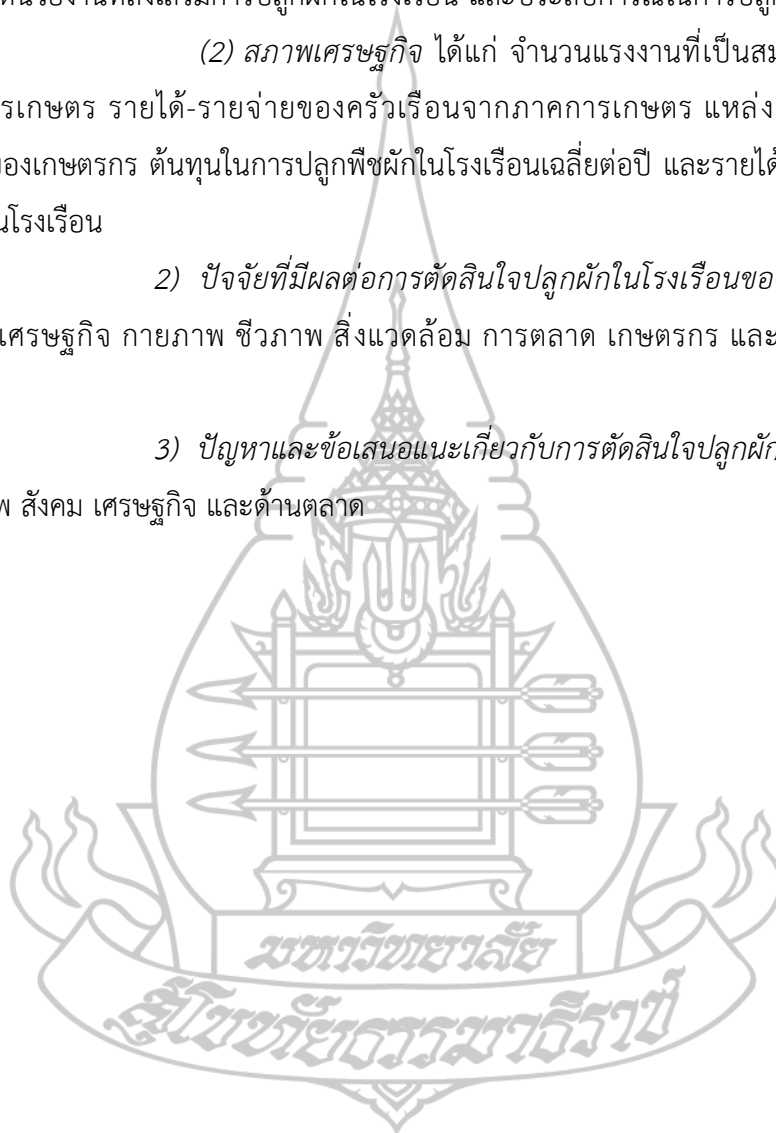 หน่วยงานที่ส่งเสริมการปลูกผักในโรงเรือน และประสบการณ์ในการปลูก
(2) สภาพเศรษฐกิจ ได้แก่ จำนวนแรงงานที่เป็นสม
รเกษตร รายได้-รายจ่ายของครัวเรือนจากภาคการเกษตร แหล่ง
ของเกษตรกร ต้นทุนในการปลูกพืชผักในโรงเรือนเฉลี่ยต่อปี และรายได้
นโรงเรือน
2) ปัจจัยที่มีผลต่อการตัดสินใจปลูกผักในโรงเรือนขอ
เศรษฐกิจ กายภาพ ชีวภาพ สิ่งแวดล้อม การตลาด เกษตรกร และ
3) ปัญหาและข้อเสนอแนะเกี่ยวกับการตัดสินใจปลูกผัก
พ สังคม เศรษฐกิจ และด้านตลาด
มหาวิทยาลัย
สุโขทัยธรรมาธิราช